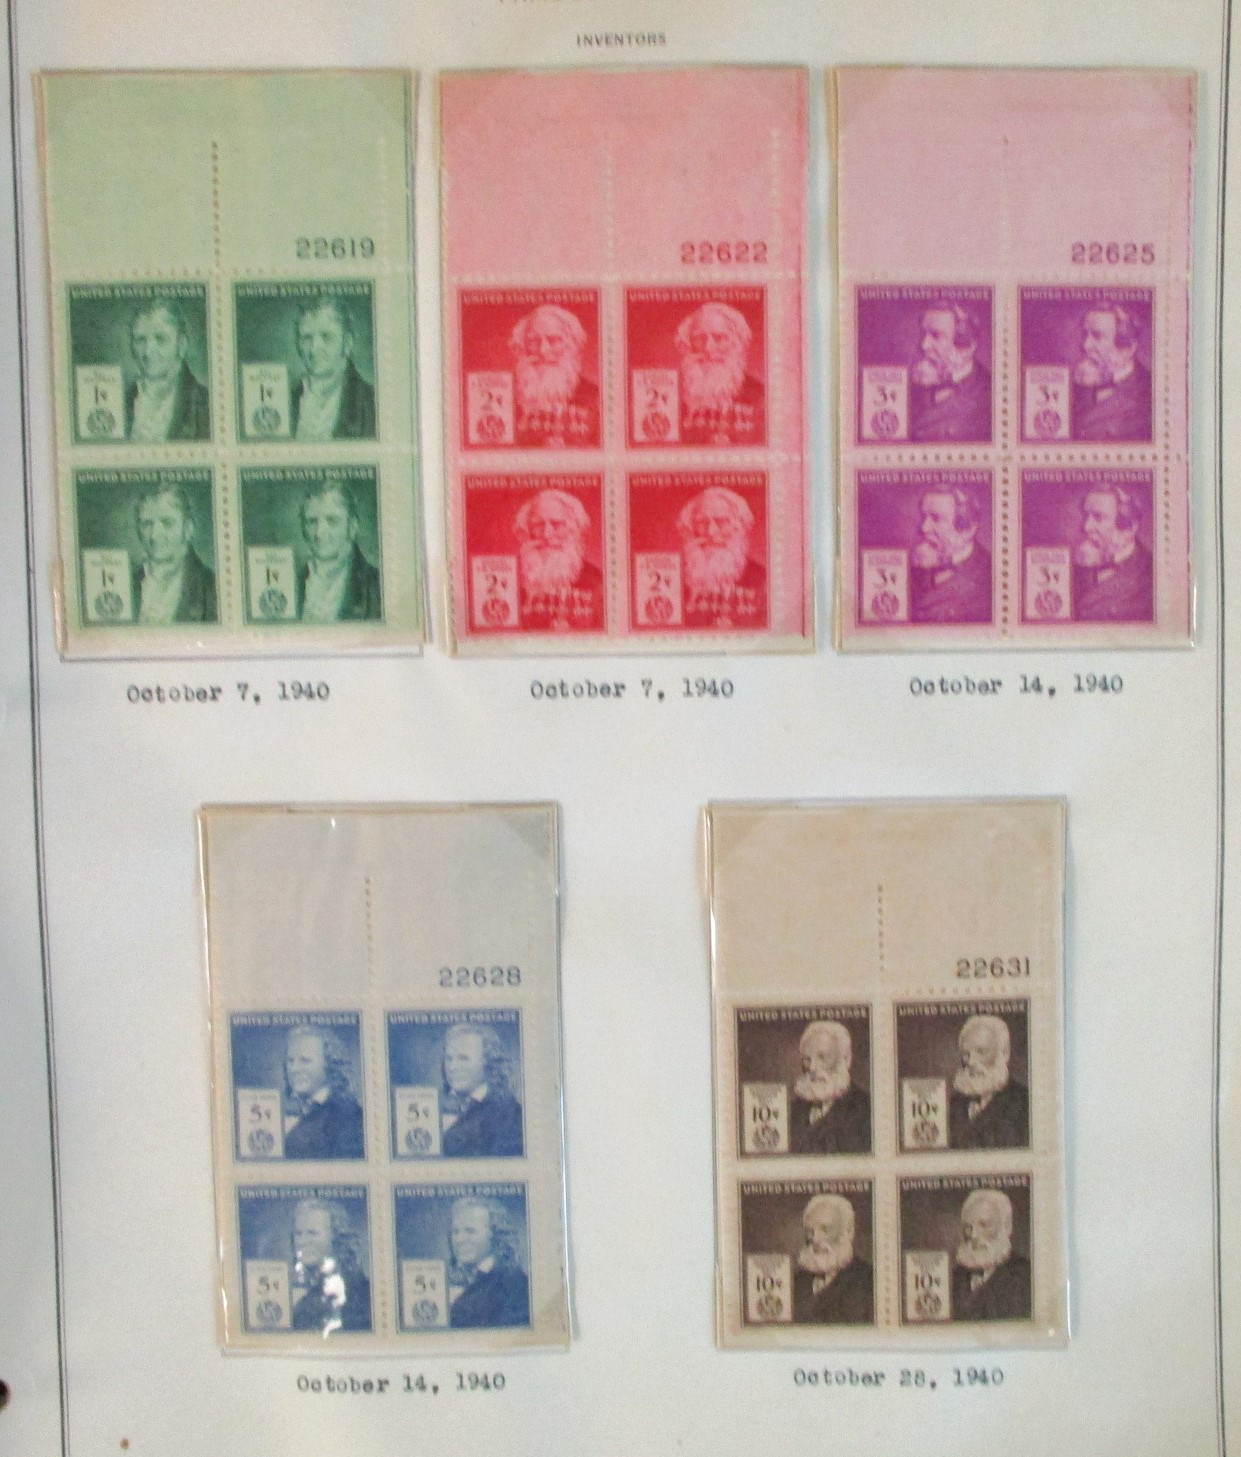 INVENTORS
22619
22622
22625
UNITED STATES POSTAGE
UNITED STATES POSTAGE
UNITED STATES POSTAGE
UNITED STATES POSTAGE
UNITED STATES POSTAGE
UNITED STATES POSTAGE
1¢
1¢
2¢
2¢
3¢
3¢
UNITED STATES POSTAGE
UNITED STATES POSTAGE
UNITED STATES POSTAGE
UNITED STATES POSTAGE
UNITED STATES POSTAGE
UNITED STATES POSTAGE
1¢
1¢
2¢
2¢
3¢
3¢
October 7, 1940
October 7, 1940
October 14, 1940
22628
22631
UNITED STATES POSTAGE
UNITED STATES POSTAGE
UNITED STATES POSTAGE
UNITED STATES POSTAGE
5¢
5¢
10¢
10¢
UNITED STATES POSTAGE
UNITED STATES POSTAGE
UNITED STATES POSTAGE
UNITED STATES POSTAGE
5¢
5¢
10¢
10¢
October 14, 1940
October 28, 1940